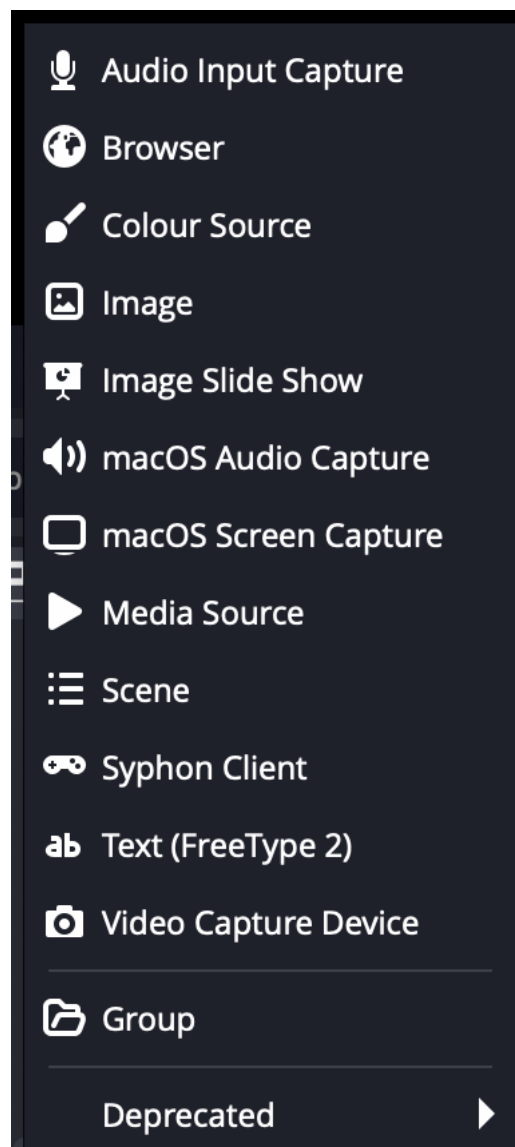 Audio Input Capture
Browser
Colour Source
Image
Image Slide Show
macOS Audio Capture
macOS Screen Capture
Media Source
Scene
Syphon Client
ab Text (FreeType 2)
Video Capture Device
Group
Deprecated